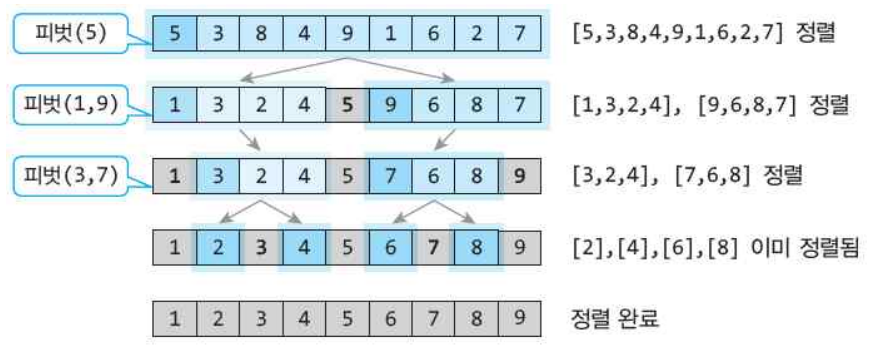 피벗(5) 5 3 8 4 9 1 6 2 7 [5,3,8,4,9,1,6,2,7] 정렬
피벗(1,9) 1 3 2 4 5 9 6 8 7 [1,3,2,4], [9,6,8,7] 정렬
피벗(3,7) 1 3 2 4 5 7 6 8 9 [3,2,4], [7,6,8] 정렬
1 2 3 4 5 6 7 8 9 [2],[4],[6],[8] 이미 정렬됨
1 2 3 4 5 6 7 8 9 정렬 완료